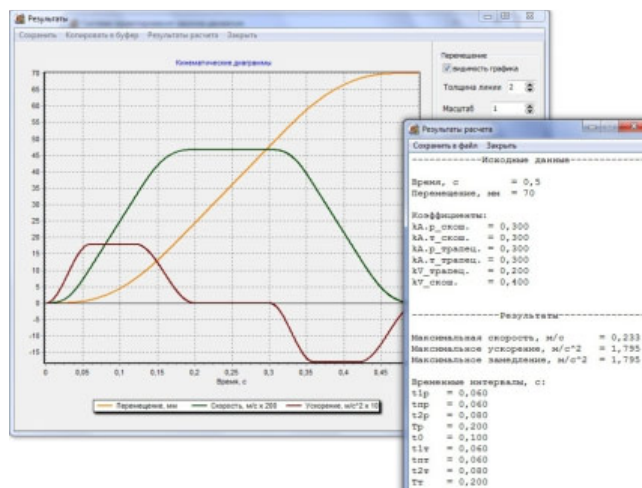 Результаты
Сохранить Копировать в буфер Результаты расчета Закрыть
Кинематические диаграммы
70
65
60
55
50
45
40
35
30
25
20
15
10
5
0
-5
-10
-15
0 0,05 0,1 0,15 0,2 0,25 0,3 0,35 0,4 0,45
Время, с
Перемещение, мм Скорость, м/с x 200 Ускорение, м/с^2 x 10
Перемещение
видимость графика
Толщина линии 2
Масштаб 1
Результаты расчета
Сохранить в файл Закрыть
Исходные данные
Время, с = 0,5
Перемещение, мм = 70
Коэффициенты:
kA.р_скош. = 0,300
kA.т_скош. = 0,300
kA.р_трапец. = 0,300
kA.т_трапец. = 0,300
kV_трапец. = 0,200
kV_скош. = 0,400
Результаты
Максимальная скорость, м/с = 0,233
Максимальное ускорение, м/с^2 = 1,795
Максимальное замедление, м/с^2 = 1,795
Временные интервалы, с:
t1р = 0,060
tпр = 0,060
t2р = 0,080
Tр = 0,200
t0 = 0,100
t1т = 0,060
tпт = 0,060
t2т = 0,080
Tт = 0,200